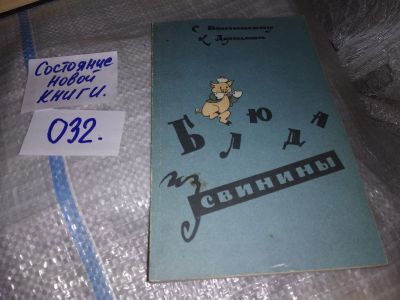 Состояние
новой
книги.
032.
С
К
Блюда
из
свинины